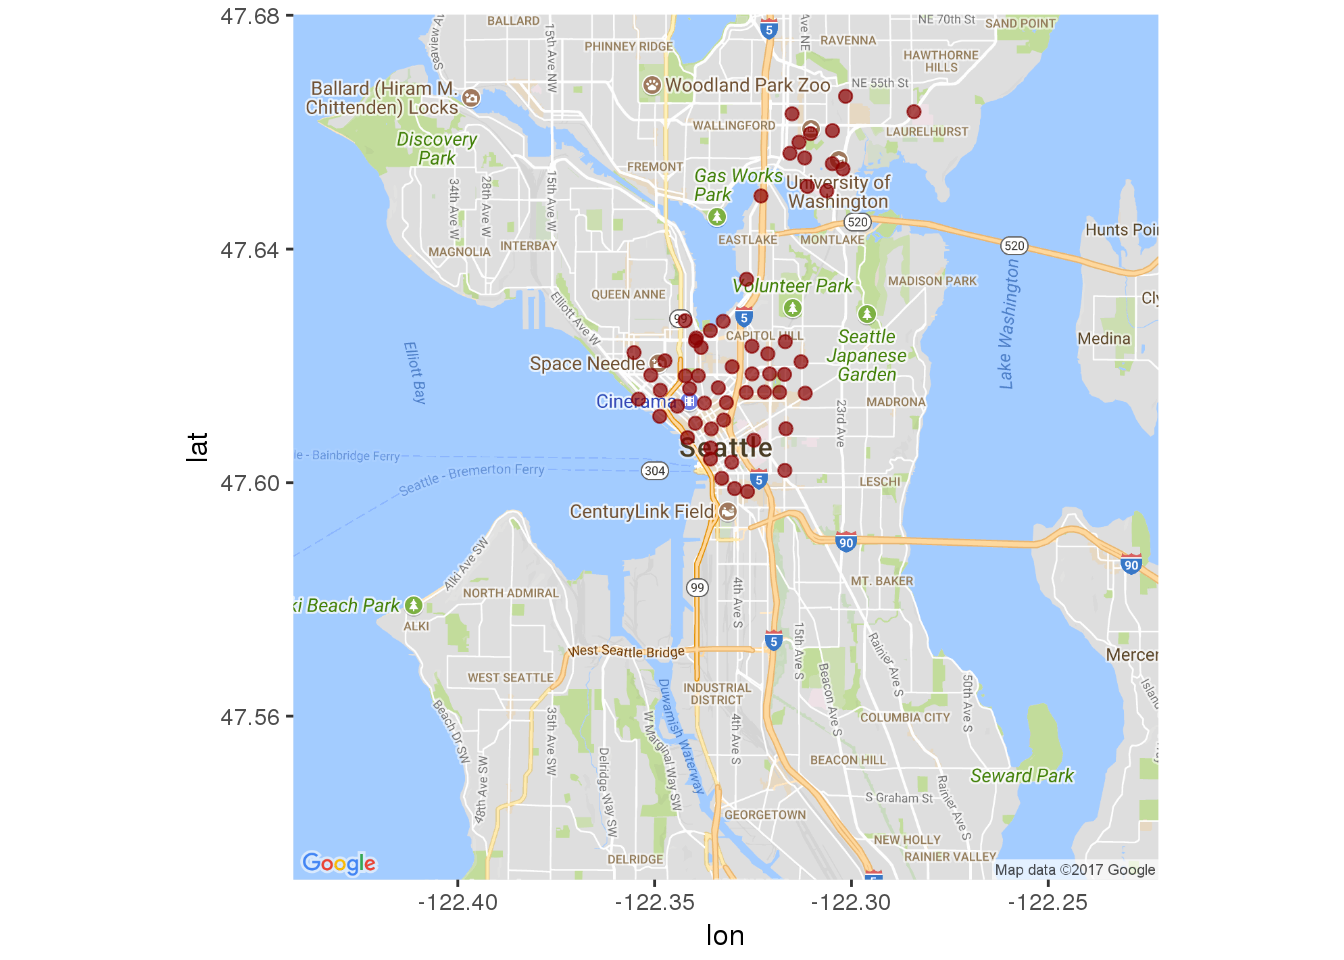 47.68
47.64
47.60
47.56
lat
BALLARD
15th Ave NW
PHINNEY RIDGE
5
Ave NE
NE 70th St
SAND POINT
RAVENNA
HAWTHORNE
HILLS
Ballard (Hiram M.
Chittenden) Locks
Woodland Park Zoo
NE 55th St
Discovery
Park
WALLINGFORD
LAURELHURST
FREMONT
Gas Works
Park
University of
Washington
34th Ave W
28th Ave W
15th Ave W
520
EASTLAKE
MONTLAKE
520
Hunts Poi
MAGNOLIA
INTERBAY
QUEEN ANNE
Volunteer Park
MADISON PARK
Lake Washington
Cly
Elliott Ave W
99
5
CAPITOL HILL
Seattle
Japanese
Garden
Medina
Elliott Bay
Space Needle
Cinerama
MADRONA
23rd Ave
Seattle
le - Bainbridge Ferry
Seattle - Bremerton Ferry
304
5
LESCHI
CenturyLink Field
90
90
Alki Ave SW
NORTH ADMIRAL
99
4th Ave S
MT. BAKER
ki Beach Park
ALKI
5
15th Ave S
Rainier Ave S
West Seattle Bridge
Mercer
WEST SEATTLE
INDUSTRIAL
DISTRICT
Beacon Ave S
50th Ave S
Island
Beach Dr SW
35th Ave SW
Duwamish Waterway
W Marginal Way SW
4th Ave S
COLUMBIA CITY
Delridge Way SW
BEACON HILL
Seward Park
48th Ave SW
S Graham St
Rainier Ave S
GEORGETOWN
NEW HOLLY
DELRIDGE
RAINIER VALLEY
Google
5
Map data ©2017 Google
-122.40
-122.35
-122.30
-122.25
lon